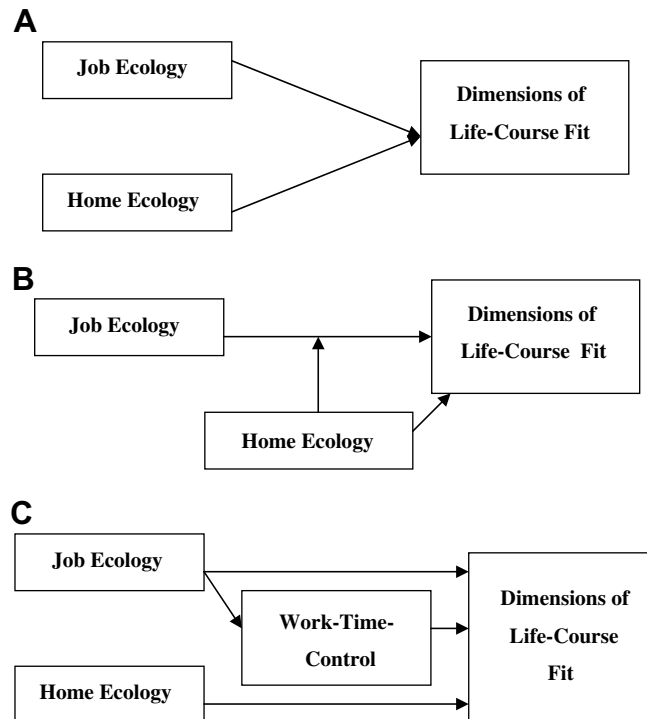 A
Job Ecology
Dimensions of
Life-Course Fit
Home Ecology
B
Job Ecology
Dimensions of
Life-Course Fit
Home Ecology
C
Job Ecology
Work-Time-
Control
Dimensions of
Life-Course
Fit
Home Ecology